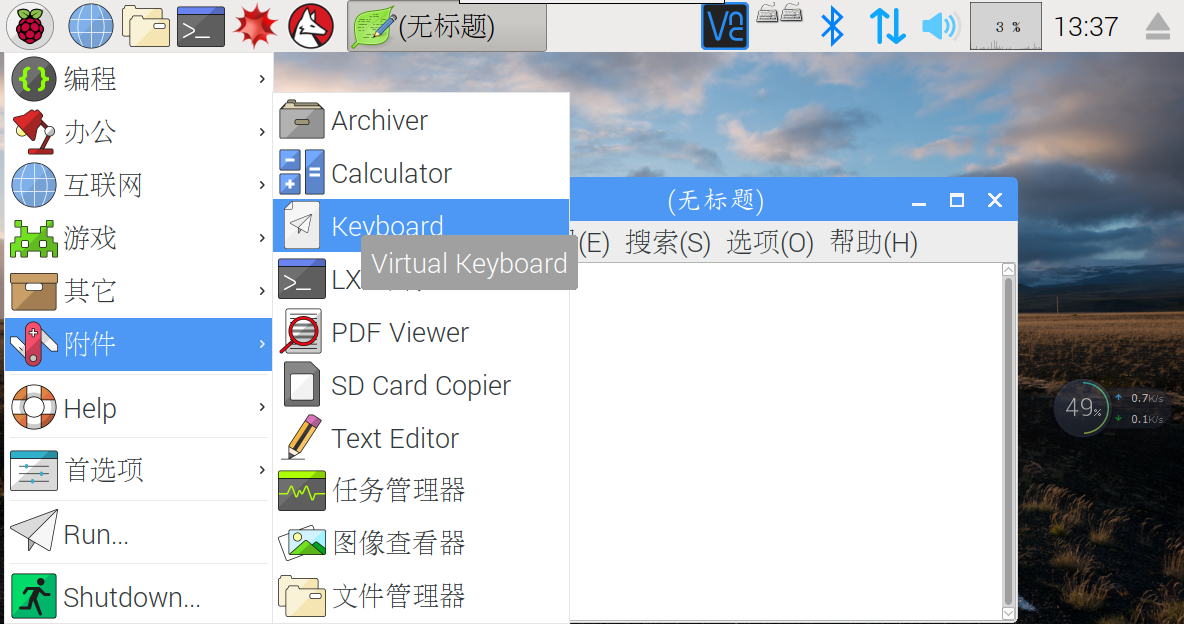 (无标题)
3 %
13:37
编程
办公
互联网
游戏
其它
附件
Help
首选项
Run...
Shutdown...
Archiver
Calculator
Keyboard
Virtual Keyboard
LX
PDF Viewer
SD Card Copier
Text Editor
任务管理器
图像查看器
文件管理器
(无标题)
(E) 搜索(S) 选项(O) 帮助(H)
49%
0.7K/s
0.1K/s